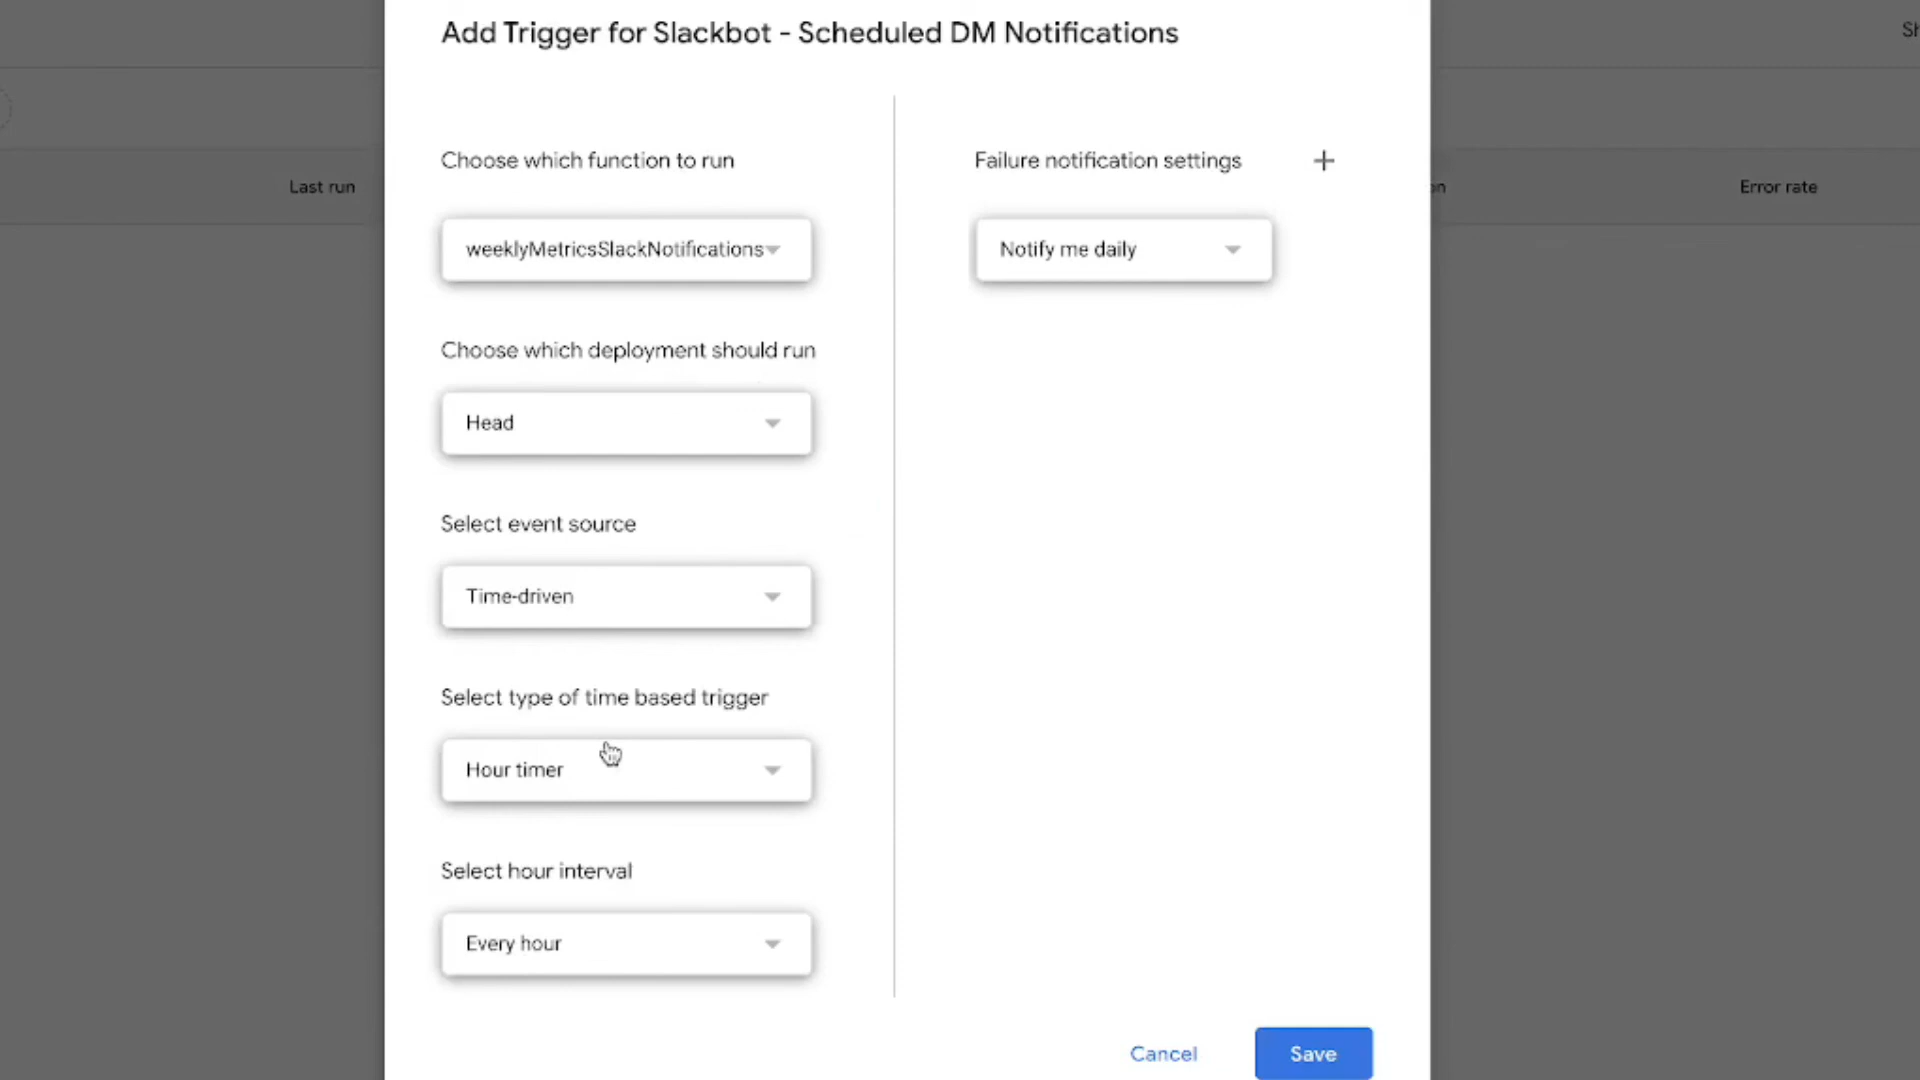 Add Trigger for Slackbot - Scheduled DM Notifications
Choose which function to run
weeklyMetricsSlackNotifications
Choose which deployment should run
Head
Select event source
Time-driven
Select type of time based trigger
Hour timer
Select hour interval
Every hour
Failure notification settings
Notify me daily
Cancel
Save
Last run
Error rate